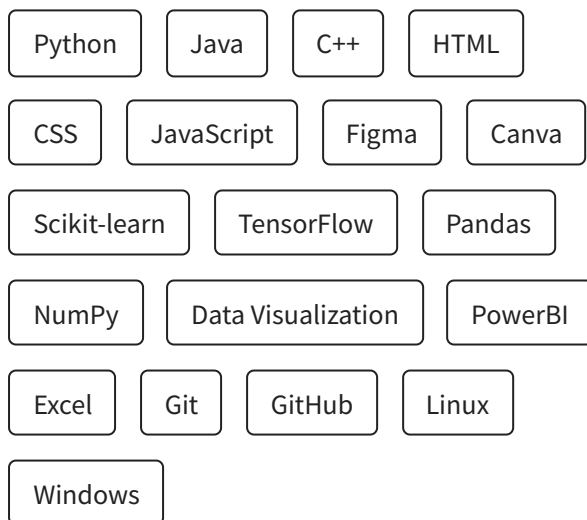 Python Java C++ HTML
CSS JavaScript Figma Canva
Scikit-learn TensorFlow Pandas
NumPy Data Visualization PowerBI
Excel Git GitHub Linux
Windows